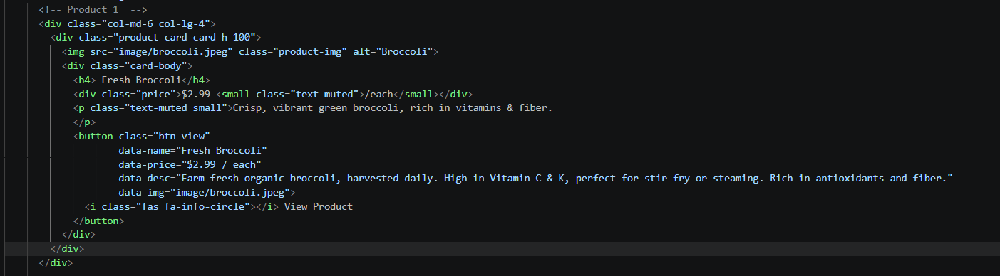 <!-- Product 1  -->
<div class="col-md-6 col-lg-4">
<div class="product-card card h-100">
<img src="image/broccoli.jpeg" class="product-img" alt="Broccoli">
<div class="card-body">
<h4> Fresh Broccoli</h4>
<div class="price">$2.99 <small class="text-muted">/each</small></div>
<p class="text-muted small">Crisp, vibrant green broccoli, rich in vitamins & fiber.
</p>
<button class="btn-view"
data-name="Fresh Broccoli"
data-price="$2.99 / each"
data-desc="Farm-fresh organic broccoli, harvested daily. High in Vitamin C & K, perfect for stir-fry or steaming. Rich in antioxidants and fiber."
data-img="image/broccoli.jpeg">
<i class="fas fa-info-circle"></i> View Product
</button>
</div>
</div>
</div>